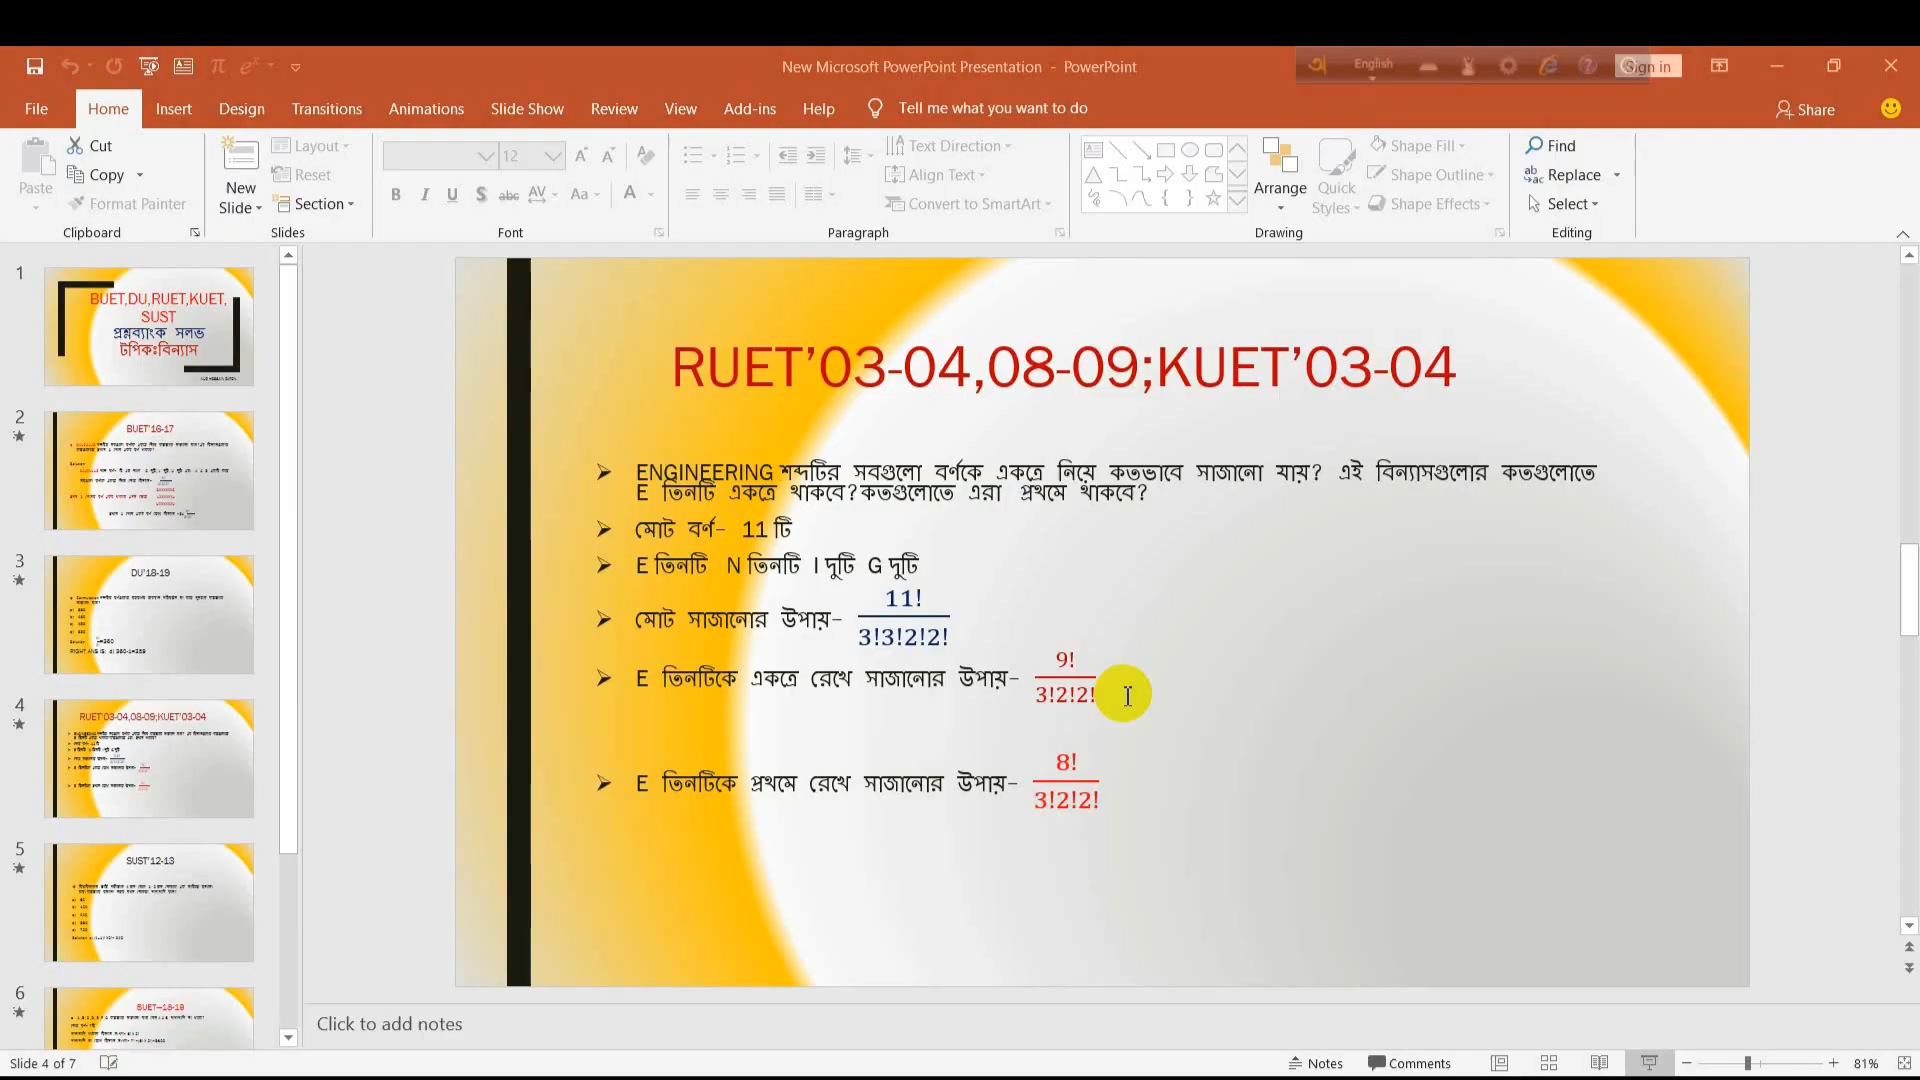 New Microsoft PowerPoint Presentation - PowerPoint
English
Sign in
File Home Insert Design Transitions Animations Slide Show Review View Add-ins Help Tell me what you want to do Share
Paste
Cut
Copy
Format Painter
Clipboard
New Slide
Layout
Reset
Section
Slides
12
Font
Text Direction
Align Text
Convert to SmartArt
Paragraph
Arrange
Quick Styles
Shape Fill
Shape Outline
Shape Effects
Drawing
Find
Replace
Select
Editing
1
BUET,DU,RUET,KUET,
SUST
প্রশ্নব্যাংক সলভ
টপিকঃবিন্যাস
2
BUET'16-17
3
DU'18-19
4
RUET'03-04,08-09;KUET'03-04
5
SUST'12-13
6
BUET—18-19
RUET’03-04,08-09;KUET’03-04
ENGINEERING শব্দটির সবগুলো বর্ণকে একত্রে নিয়ে কতভাবে সাজানো যায়? এই বিন্যাসগুলোর কতগুলোতে
E তিনটি একত্রে থাকবে?কতগুলোতে এরা প্রথমে থাকবে?
মোট বর্ণ- 11 টি
E তিনটি N তিনটি I দুটি G দুটি
মোট সাজানোর উপায়- 11!/3!3!2!2!
E তিনটিকে একত্রে রেখে সাজানোর উপায়- 9!/3!2!2!
E তিনটিকে প্রথমে রেখে সাজানোর উপায়- 8!/3!2!2!
Click to add notes
Slide 4 of 7
Notes
Comments
81%